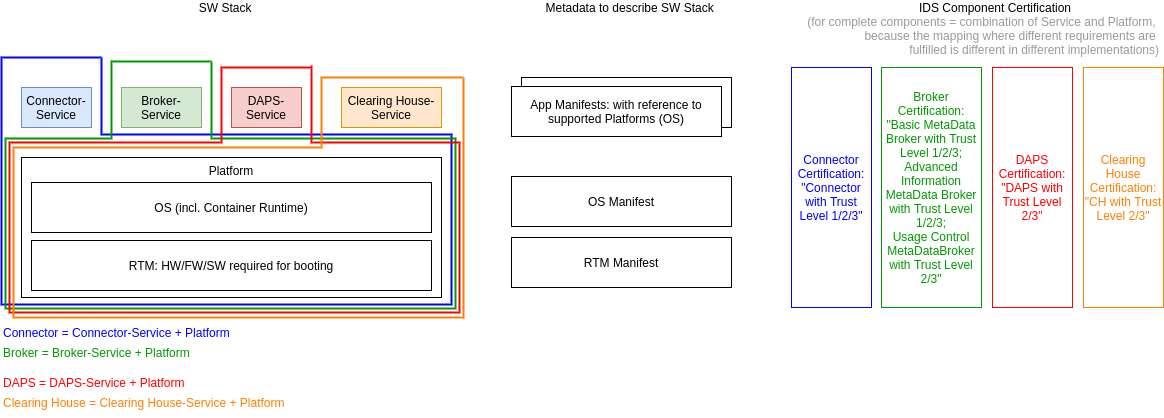 SW Stack
Connector-
Service
Broker-
Service
DAPS-
Service
Clearing House-
Service
Platform
OS (incl. Container Runtime)
RTM: HW/FW/SW required for booting
Connector = Connector-Service + Platform
Broker = Broker-Service + Platform
DAPS = DAPS-Service + Platform
Clearing House = Clearing House-Service + Platform
Metadata to describe SW Stack
App Manifests: with reference to
supported Platforms (OS)
OS Manifest
RTM Manifest
IDS Component Certification
(for complete components = combination of Service and Platform,
because the mapping where different requirements are
fulfilled is different in different implementations)
Connector
Certification:
"Connector
with Trust
Level 1/2/3"
Broker
Certification:
"Basic MetaData
Broker with Trust
Level 1/2/3;
Advanced
Information
MetaData Broker
with Trust Level
1/2/3;
Usage Control
MetaDataBroker
with Trust Level
2/3"
DAPS
Certification:
"DAPS with
Trust Level
2/3"
Clearing
House
Certification:
"CH with Trust
Level 2/3"